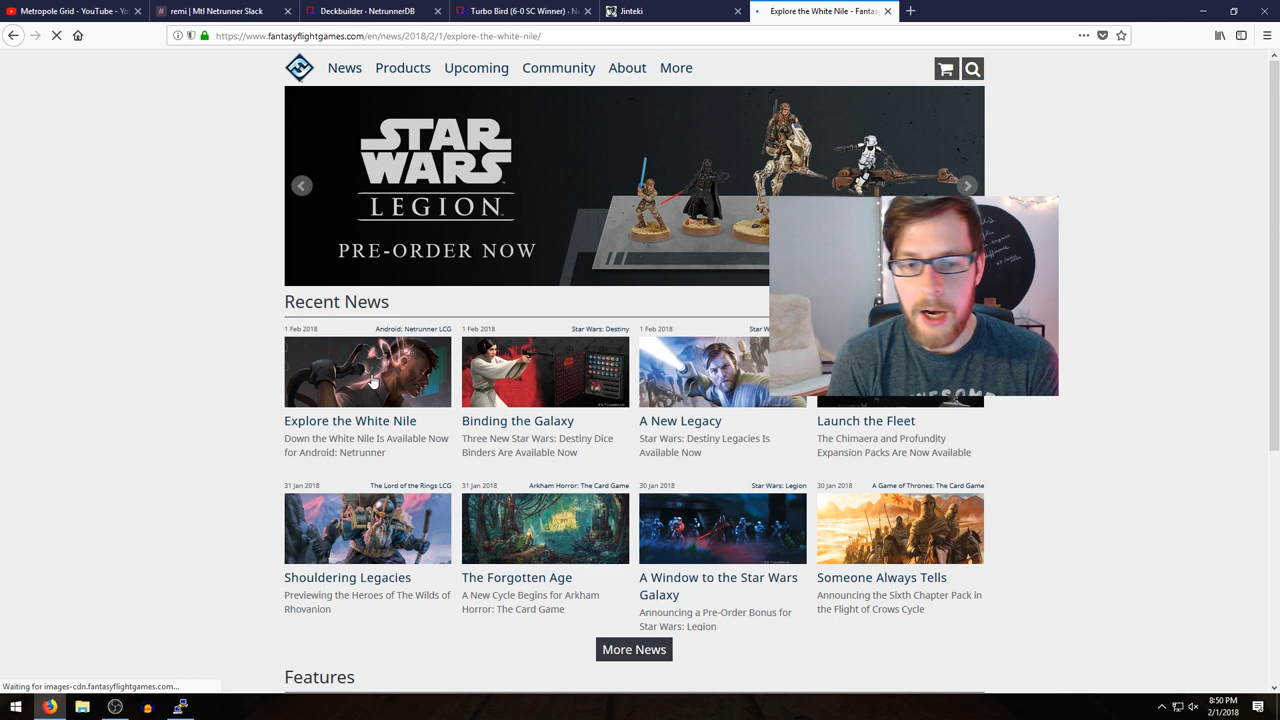 Metropole Grid - YouTube - Yo
remi | Mtl Netrunner Slack
Deckbuilder · NetrunnerDB
Turbo Bird (6-0 SC Winner) · Ne
Jinteki
Explore the White Nile - Fantas
https://www.fantasyflightgames.com/en/news/2018/2/1/explore-the-white-nile/
News Products Upcoming Community About More
STAR WARS
LEGION
PRE-ORDER NOW
Recent News
1 Feb 2018 Android: Netrunner LCG
Explore the White Nile
Down the White Nile Is Available Now
for Android: Netrunner
1 Feb 2018 Star Wars: Destiny
Binding the Galaxy
Three New Star Wars: Destiny Dice
Binders Are Available Now
1 Feb 2018 Star W
A New Legacy
Star Wars: Destiny Legacies Is
Available Now
Launch the Fleet
The Chimaera and Profundity
Expansion Packs Are Now Available
31 Jan 2018 The Lord of the Rings LCG
Shouldering Legacies
Previewing the Heroes of The Wilds of
Rhovanion
31 Jan 2018 Arkham Horror: The Card Game
The Forgotten Age
A New Cycle Begins for Arkham
Horror: The Card Game
30 Jan 2018 Star Wars: Legion
A Window to the Star Wars
Galaxy
Announcing a Pre-Order Bonus for
Star Wars: Legion
30 Jan 2018 A Game of Thrones: The Card Game
Someone Always Tells
Announcing the Sixth Chapter Pack in
the Flight of Crows Cycle
More News
Features
Waiting for images-cdn.fantasyflightgames.com...
8:50 PM
2/1/2018